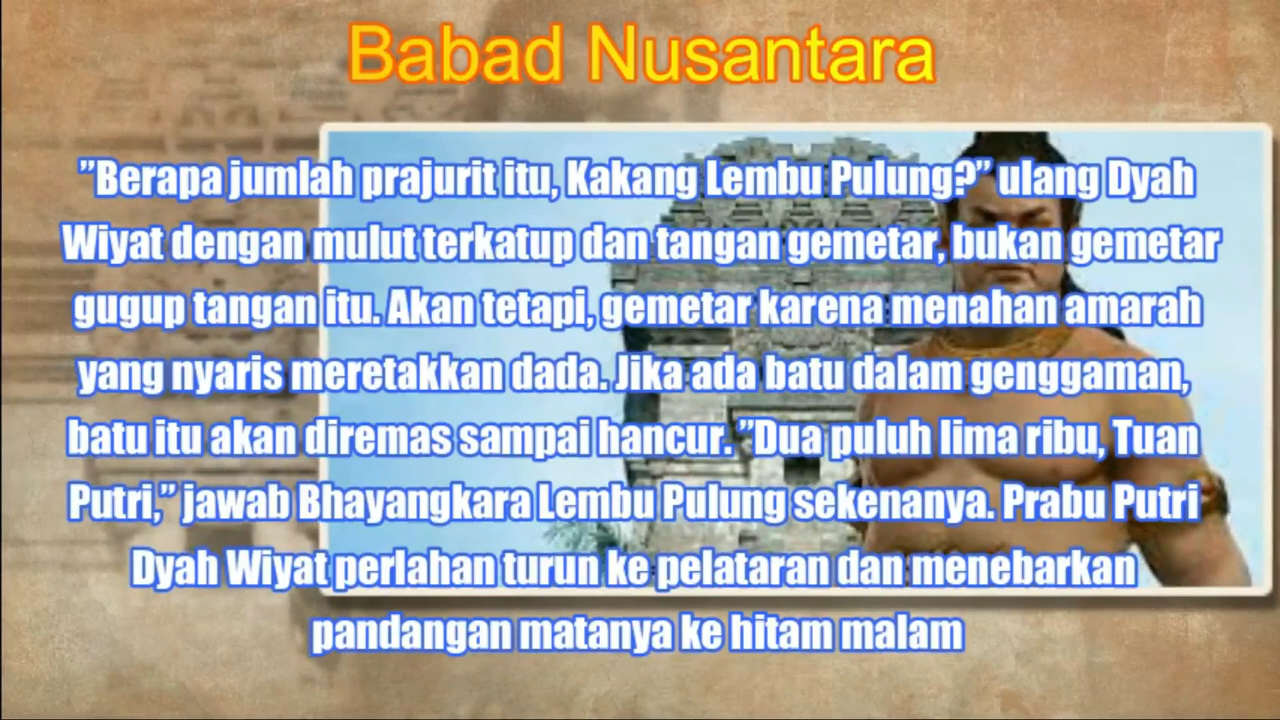 Babad Nusantara
”Berapa jumlah prajurit itu, Kakang Lembu Pulung?” ulang Dyah
Wiyat dengan mulut terkatup dan tangan gemetar, bukan gemetar
gugup tangan itu. Akan tetapi, gemetar karena menahan amarah
yang nyaris meretakkan dada. Jika ada batu dalam genggaman,
batu itu akan diremas sampai hancur. ”Dua puluh lima ribu, Tuan
Putri,” jawab Bhayangkara Lembu Pulung sekenanya. Prabu Putri
Dyah Wiyat perlahan turun ke pelataran dan menebarkan
pandangan matanya ke hitam malam